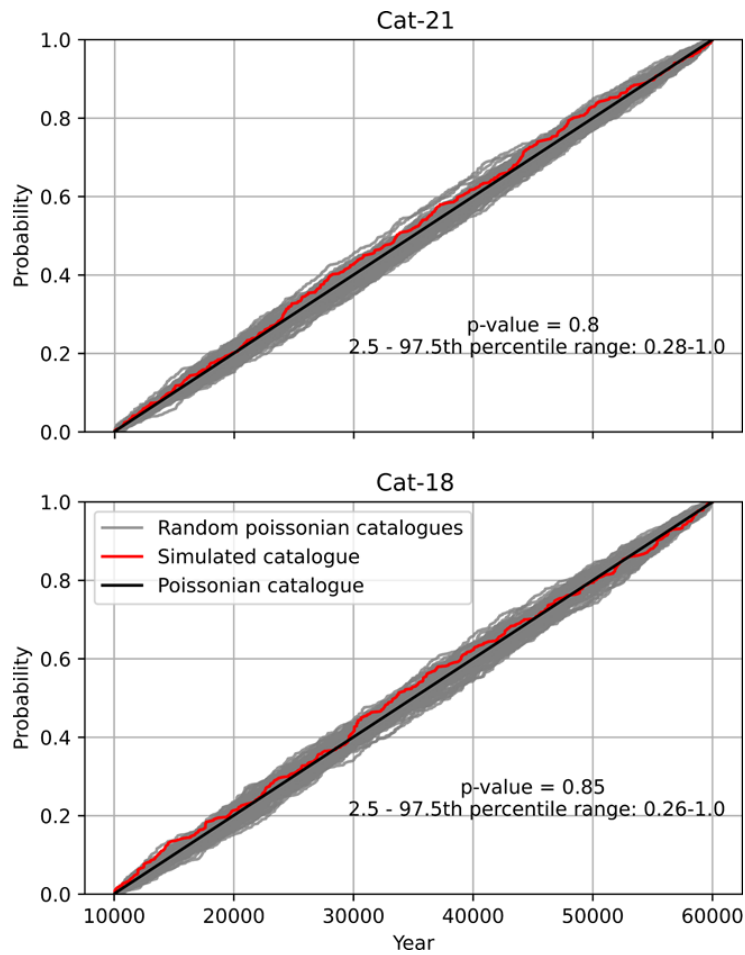 Cat-21
1.0
0.8
0.6
0.4
0.2
0.0
Probability
p-value = 0.8
2.5 - 97.5th percentile range: 0.28-1.0
Cat-18
1.0
0.8
0.6
0.4
0.2
0.0
Probability
Random poissonian catalogues
Simulated catalogue
Poissonian catalogue
p-value = 0.85
2.5 - 97.5th percentile range: 0.26-1.0
10000 20000 30000 40000 50000 60000
Year